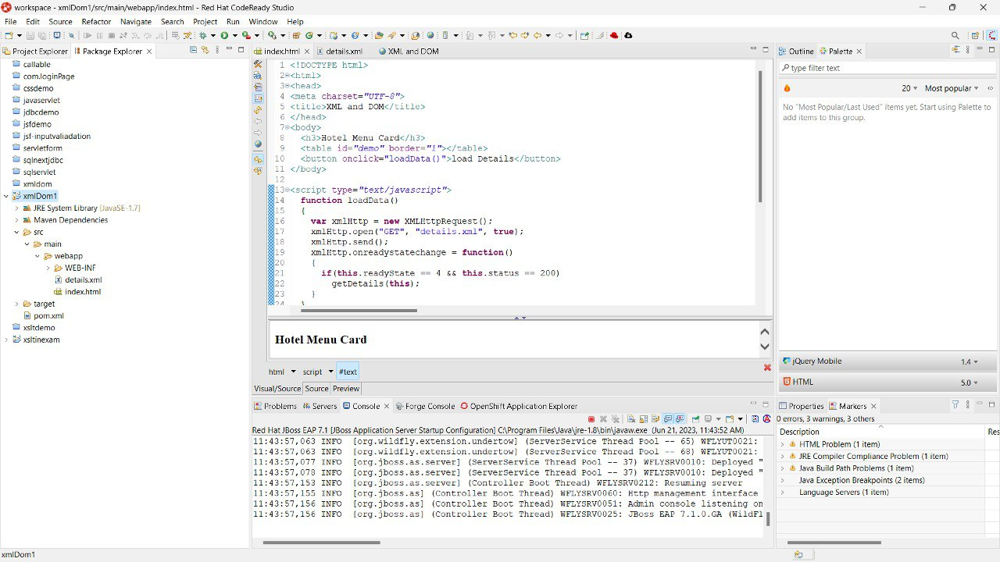 workspace - xmlDom1/src/main/webapp/index.html - Red Hat CodeReady Studio
File Edit Source Refactor Navigate Search Project Run Window Help
Project Explorer Package Explorer
callable
com.loginPage
cssdemo
javaservlet
jdbcdemo
jsfdemo
jsf-inputvaliadation
servletform
sqlnextjdbc
sqlservlet
xmldom
xmlDom1
JRE System Library [JavaSE-1.7]
Maven Dependencies
src
main
webapp
WEB-INF
details.xml
index.html
target
pom.xml
xsltdemo
xsltinexam
index.html details.xml XML and DOM
1 <!DOCTYPE html>
2 <html>
3 <head>
4 <meta charset="UTF-8">
5 <title>XML and DOM</title>
6 </head>
7 <body>
8 <h3>Hotel Menu Card</h3>
9 <table id="demo" border="1"></table>
10 <button onclick="loadData()">load Details</button>
11 </body>
12
13 <script type="text/javascript">
14 function loadData()
15 {
16 var xmlHttp = new XMLHttpRequest();
17 xmlHttp.open("GET", "details.xml", true);
18 xmlHttp.send();
19 xmlHttp.onreadystatechange = function()
20 {
21 if(this.readyState == 4 && this.status == 200)
22 getDetails(this);
23 }
24 }
Hotel Menu Card
html script #text
Visual/Source Source Preview
Outline Palette
type filter text
20 Most popular
No "Most Popular/Last Used" items yet. Start using Palette to
add items to this group.
jQuery Mobile 1.4
HTML 5.0
Problems Servers Console Forge Console OpenShift Application Explorer
Red Hat JBoss EAP 7.1 [JBoss Application Server Startup Configuration] C:\Program Files\Java\jre-1.8\bin\javaw.exe (Jun 21, 2023, 11:43:52 AM)
11:43:57,063 INFO [org.wildfly.extension.undertow] (ServerService Thread Pool -- 65) WFLYUT0021:
11:43:57,063 INFO [org.wildfly.extension.undertow] (ServerService Thread Pool -- 68) WFLYUT0021:
11:43:57,077 INFO [org.jboss.as.server] (ServerService Thread Pool -- 37) WFLYSRV0010: Deployed "
11:43:57,078 INFO [org.jboss.as.server] (ServerService Thread Pool -- 37) WFLYSRV0010: Deployed "
11:43:57,153 INFO [org.jboss.as.server] (Controller Boot Thread) WFLYSRV0212: Resuming server
11:43:57,155 INFO [org.jboss.as] (Controller Boot Thread) WFLYSRV0060: Http management interface
11:43:57,156 INFO [org.jboss.as] (Controller Boot Thread) WFLYSRV0051: Admin console listening on
11:43:57,156 INFO [org.jboss.as] (Controller Boot Thread) WFLYSRV0025: JBoss EAP 7.1.0.GA (WildFl
Properties Markers
0 errors, 3 warnings, 3 others
Description Res
HTML Problem (1 item)
JRE Compiler Compliance Problem (1 item)
Java Build Path Problems (1 item)
Java Exception Breakpoints (2 items)
Language Servers (1 item)
xmlDom1